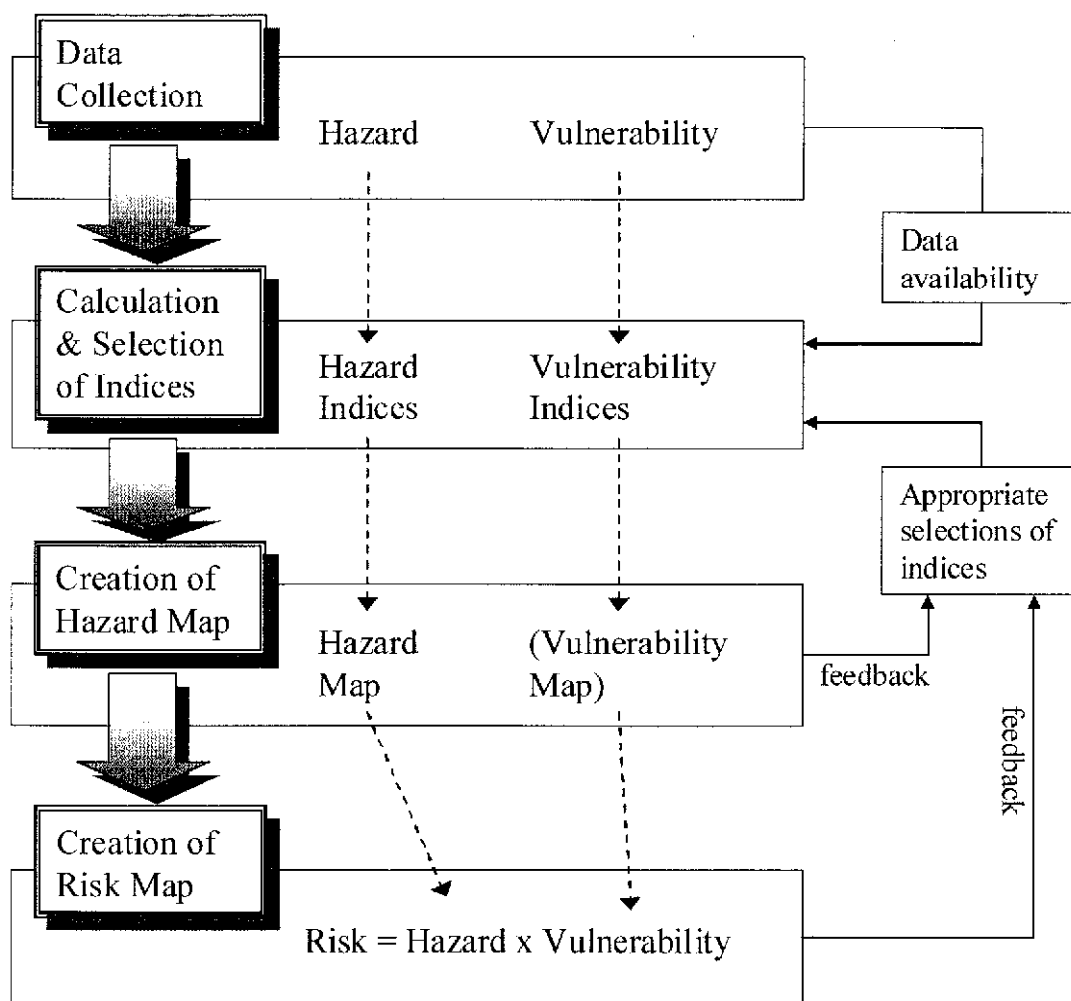 Data
Collection
Hazard
Vulnerability
Data
availability
Calculation
& Selection
of Indices
Hazard
Indices
Vulnerability
Indices
Appropriate
selections of
indices
Creation of
Hazard Map
Hazard
Map
(Vulnerability
Map)
feedback
feedback
Creation of
Risk Map
Risk = Hazard x Vulnerability